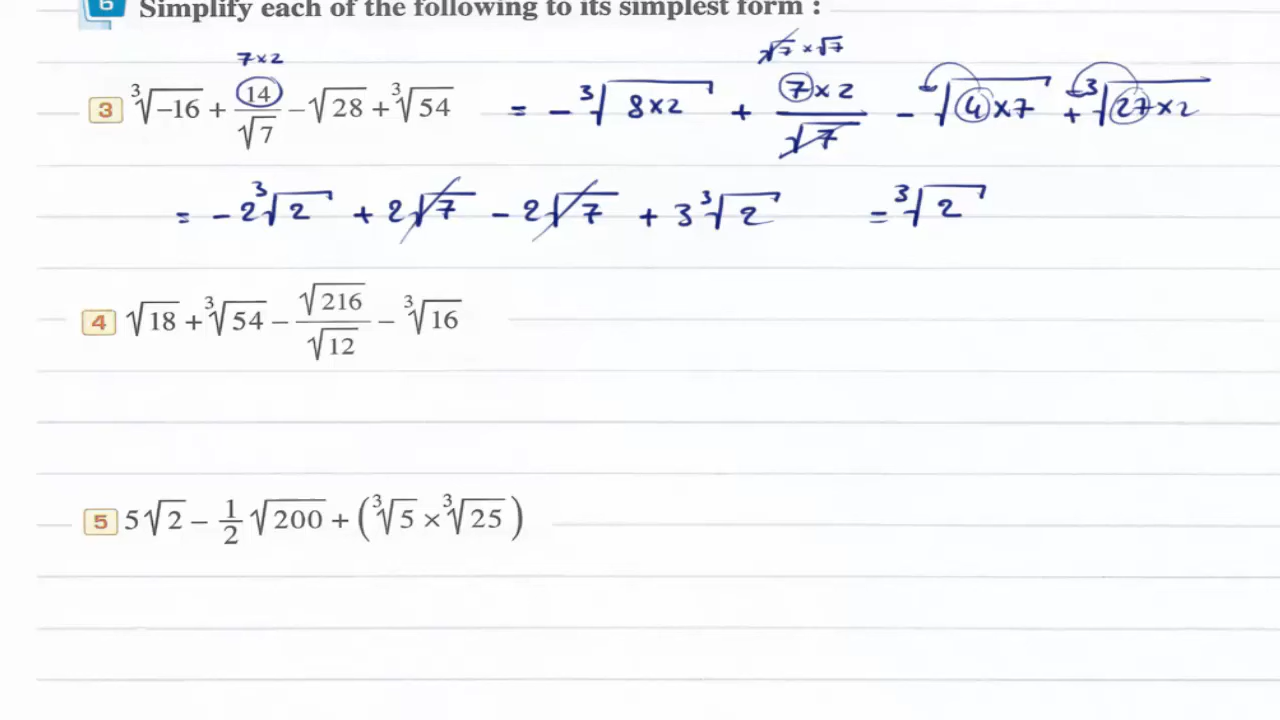 6 Simplify each of the following to its simplest form :
7×2 √7 × √7
3 ∛-16 + 14/√7 - √28 + ∛54 = - ∛8×2 + 7×2/√7 - √4×7 + ∛27×2
= - 2∛2 + 2√7 - 2√7 + 3∛2 = ∛2
4 √18 + ∛54 - √216/√12 - ∛16
5 5√2 - 1/2 √200 + (∛5 × ∛25)